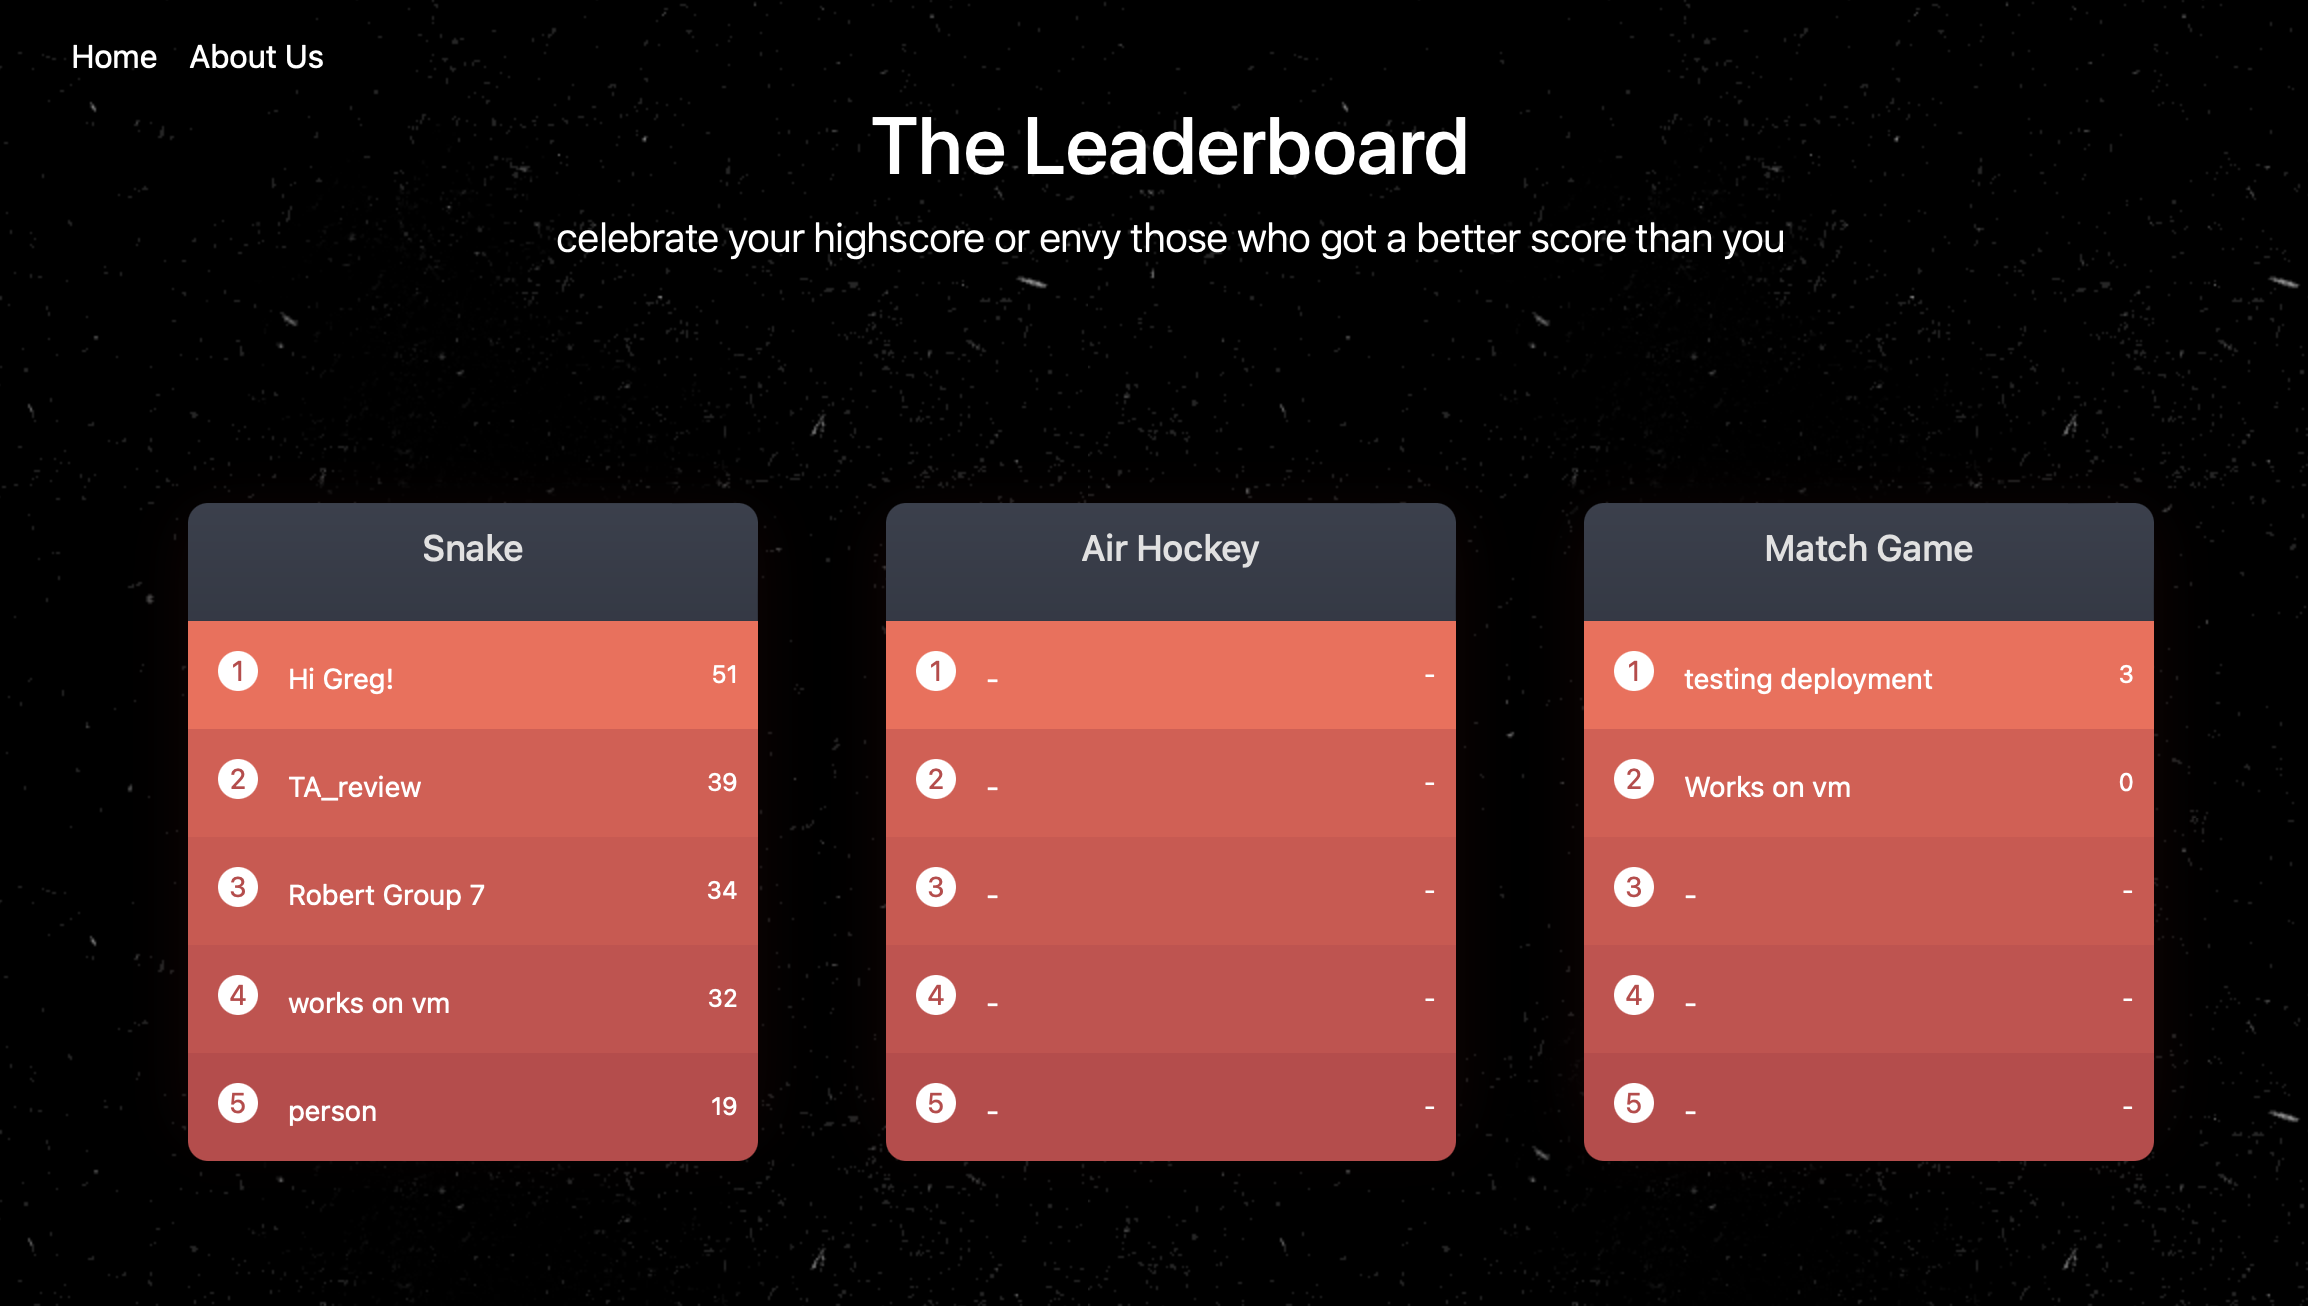 Home About Us
The Leaderboard
celebrate your highscore or envy those who got a better score than you
Snake
1 Hi Greg! 51
2 TA_review 39
3 Robert Group 7 34
4 works on vm 32
5 person 19
Air Hockey
1 - -
2 - -
3 - -
4 - -
5 - -
Match Game
1 testing deployment 3
2 Works on vm 0
3 - -
4 - -
5 - -